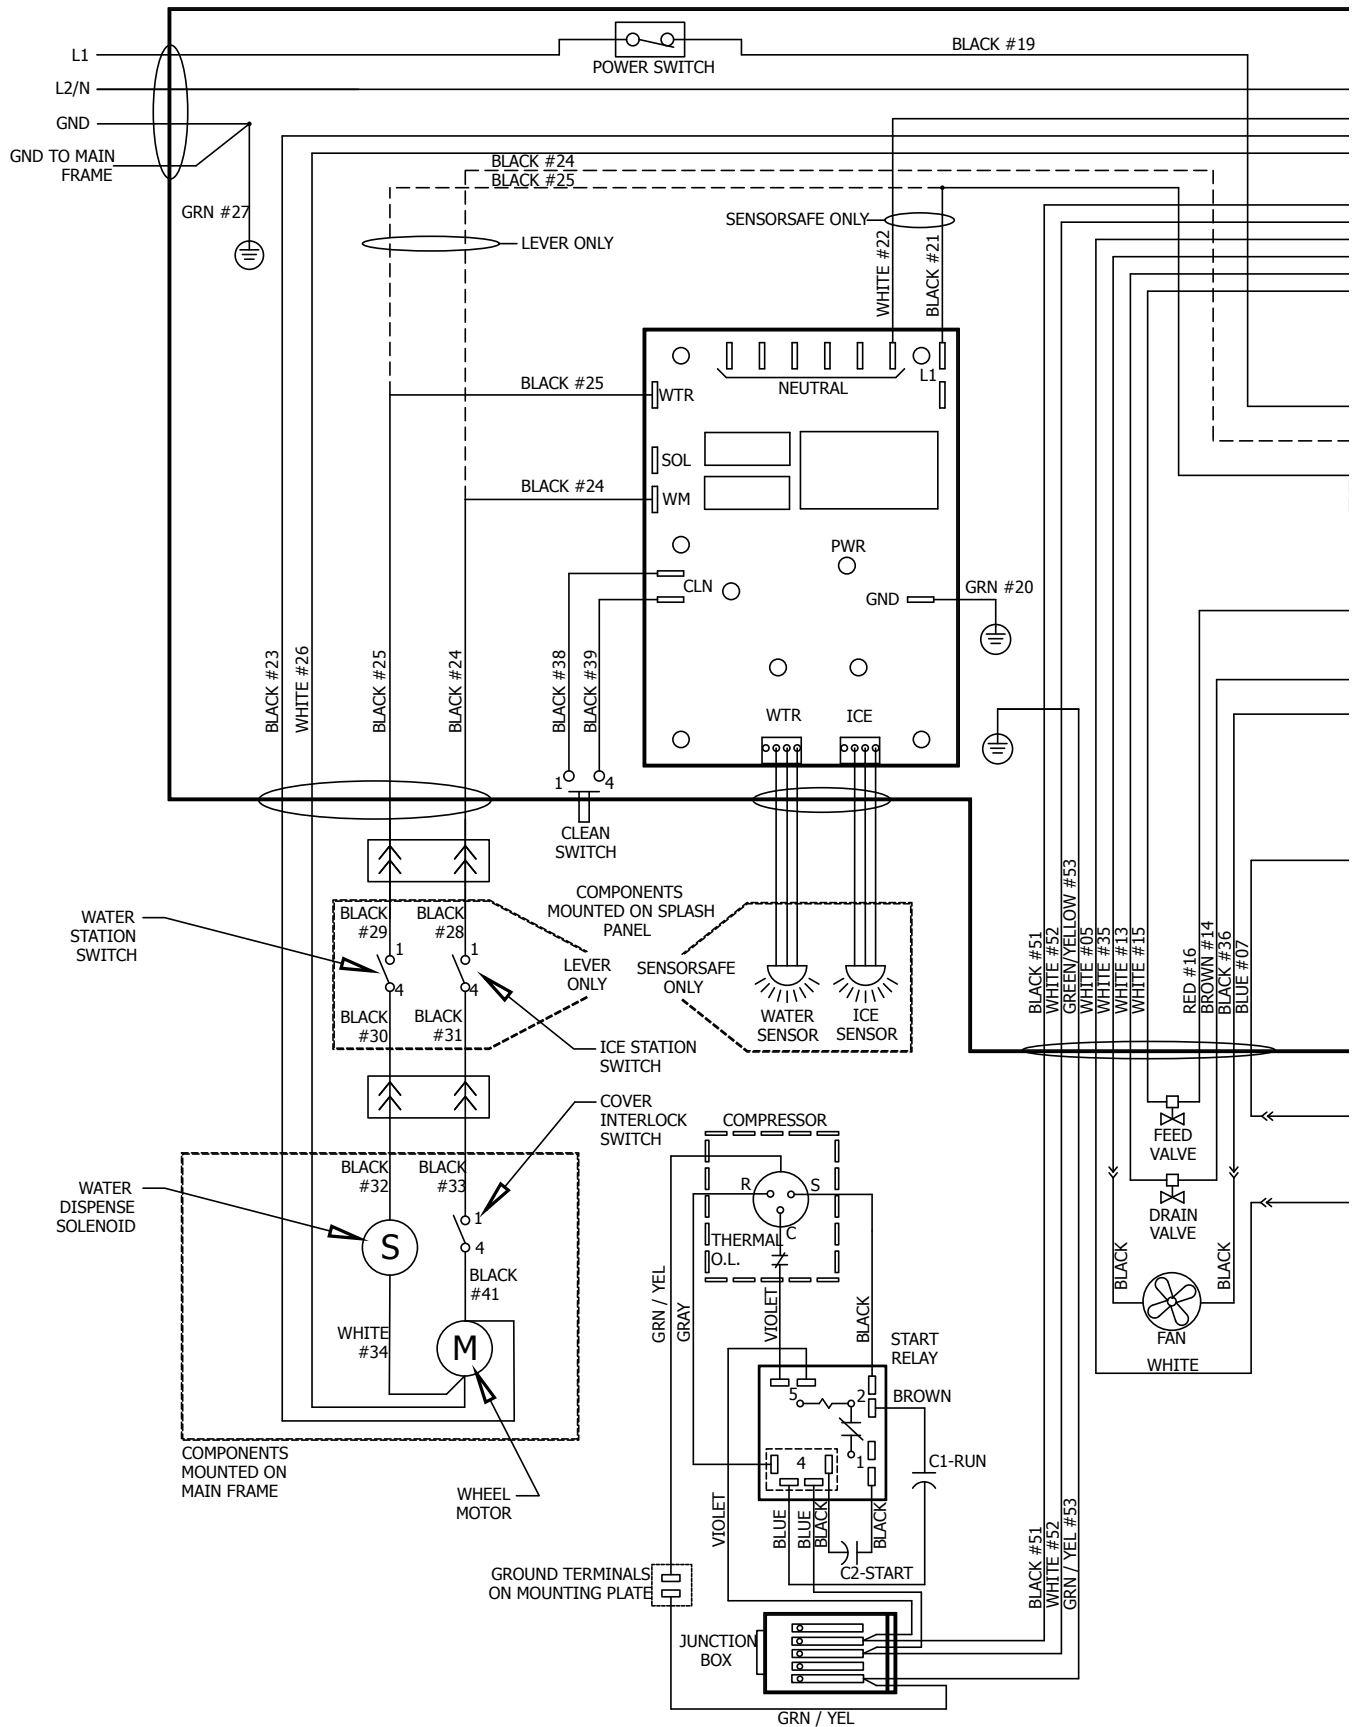 L1
POWER SWITCH
BLACK #19
L2/N
GND
GND TO MAIN
FRAME
GRN #27
BLACK #24
BLACK #25
LEVER ONLY
SENSORSAFE ONLY
WHITE #22
BLACK #21
BLACK #25
WTR
NEUTRAL
L1
SOL
BLACK #24
WM
PWR
CLN
GND
GRN #20
BLACK #23
WHITE #26
BLACK #25
BLACK #24
BLACK #38
BLACK #39
WTR
ICE
1
4
CLEAN
SWITCH
COMPONENTS
MOUNTED ON SPLASH
PANEL
WATER
STATION
SWITCH
BLACK
#29
BLACK
#28
1
1
4
4
LEVER
ONLY
SENSORSAFE
ONLY
BLACK
#30
BLACK
#31
WATER
SENSOR
ICE
SENSOR
ICE STATION
SWITCH
BLACK #51
WHITE #52
GREEN/YELLOW #53
WHITE #05
WHITE #35
WHITE #13
WHITE #15
RED #16
BROWN #14
BLACK #36
BLUE #07
COVER
INTERLOCK
SWITCH
COMPRESSOR
FEED
VALVE
WATER
DISPENSE
SOLENOID
BLACK
#32
BLACK
#33
1
4
S
BLACK
#41
WHITE
#34
M
R
S
C
THERMAL
O.L.
DRAIN
VALVE
BLACK
BLACK
FAN
WHITE
GRN / YEL
GRAY
VIOLET
BLACK
START
RELAY
5
2
BROWN
4
1
C1-RUN
COMPONENTS
MOUNTED ON
MAIN FRAME
WHEEL
MOTOR
VIOLET
BLUE
BLUE
BLACK
BLACK
C2-START
GROUND TERMINALS
ON MOUNTING PLATE
BLACK #51
WHITE #52
GRN / YEL #53
JUNCTION
BOX
GRN / YEL